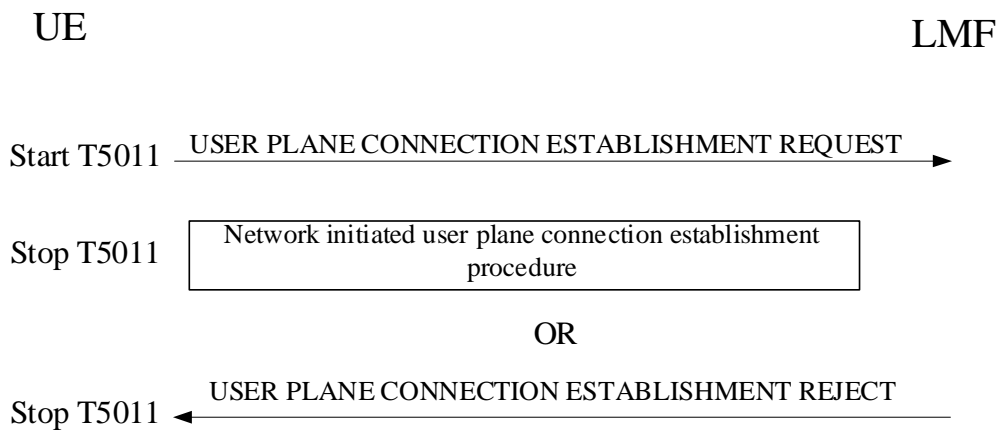 UE
LMF
Start T5011
USER PLANE CONNECTION ESTABLISHMENT REQUEST
Stop T5011
Network initiated user plane connection establishment
procedure
OR
USER PLANE CONNECTION ESTABLISHMENT REJECT
Stop T5011